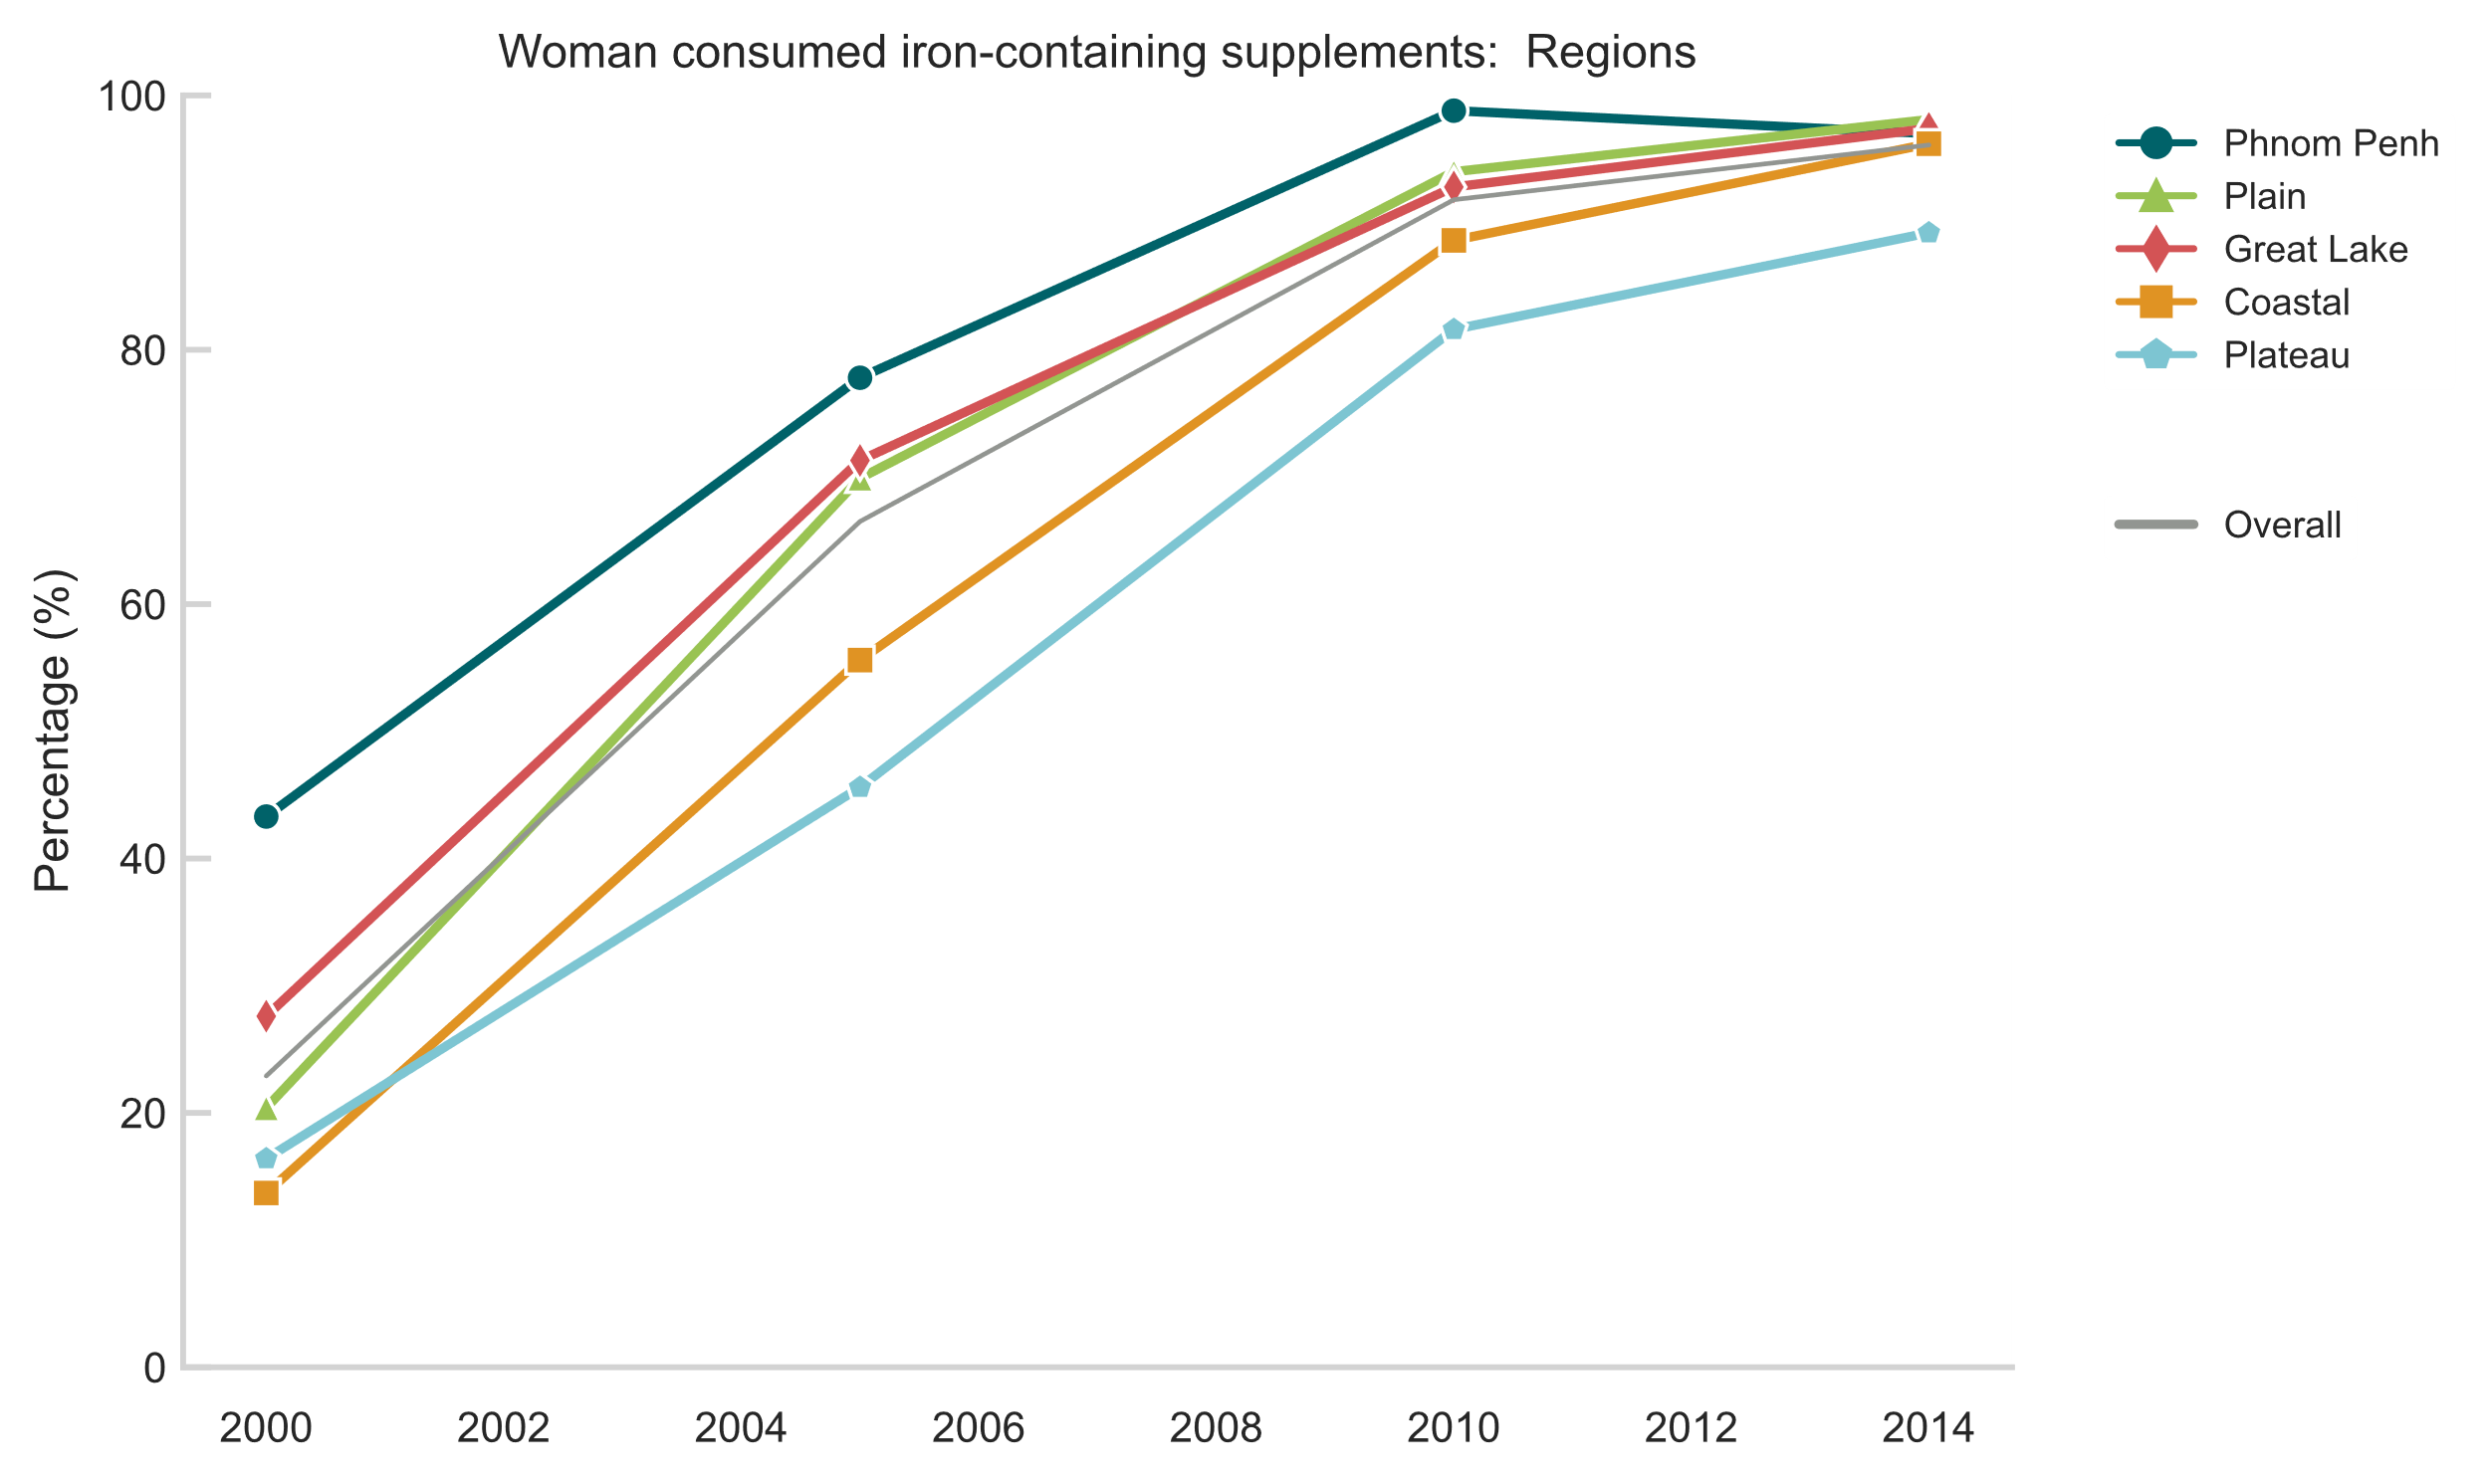 Woman consumed iron-containing supplements:  Regions
Percentage (%)
100
80
60
40
20
0
2000 2002 2004 2006 2008 2010 2012 2014
Phnom Penh
Plain
Great Lake
Coastal
Plateau
Overall